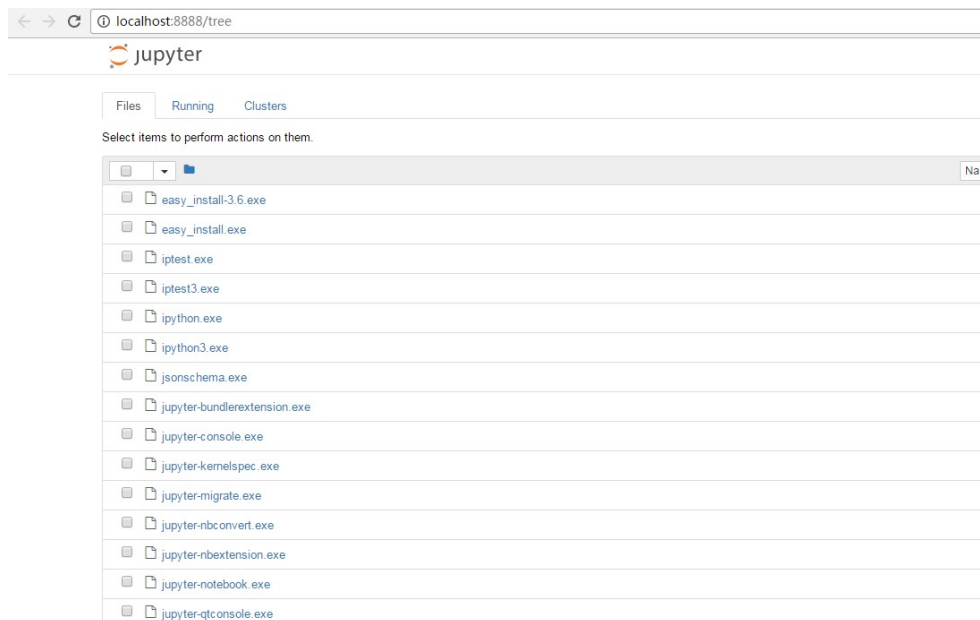 localhost:8888/tree
jupyter
Files Running Clusters
Select items to perform actions on them.
Na
easy_install-3.6.exe
easy_install.exe
iptest.exe
iptest3.exe
ipython.exe
ipython3.exe
jsonschema.exe
jupyter-bundlerextension.exe
jupyter-console.exe
jupyter-kernelspec.exe
jupyter-migrate.exe
jupyter-nbconvert.exe
jupyter-nbextension.exe
jupyter-notebook.exe
jupyter-qtconsole.exe